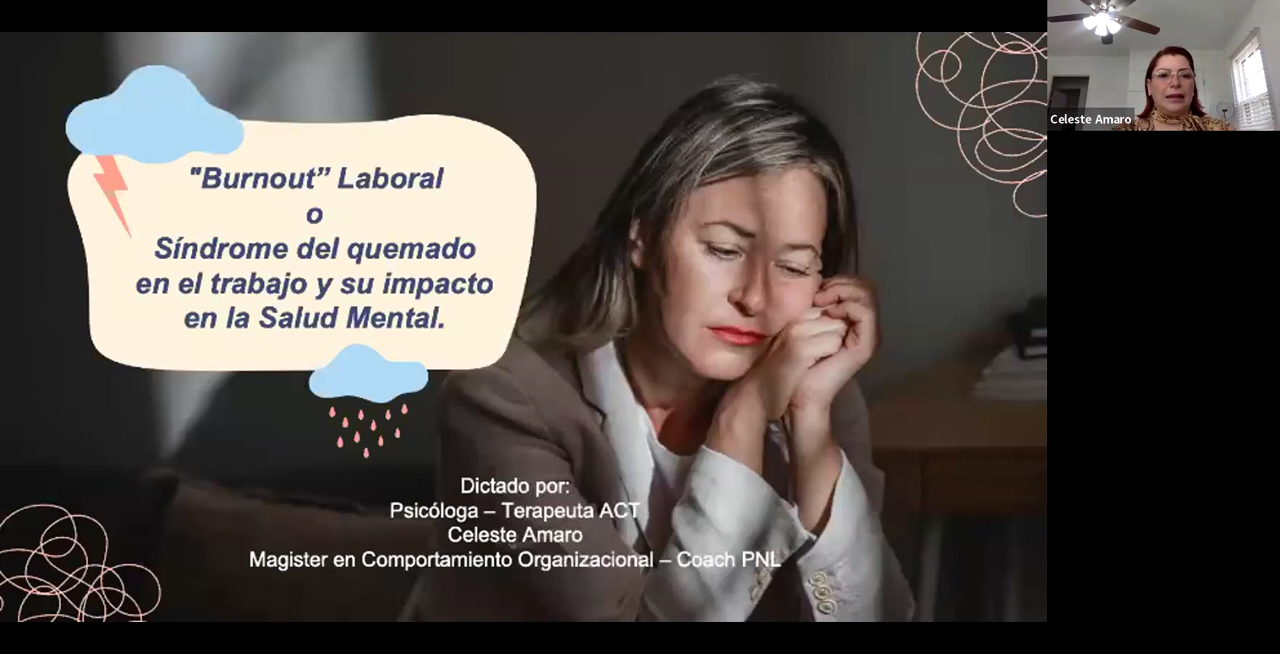 "Burnout” Laboral
o
Síndrome del quemado
en el trabajo y su impacto
en la Salud Mental.
Dictado por:
Psicóloga – Terapeuta ACT
Celeste Amaro
Magister en Comportamiento Organizacional – Coach PNL
Celeste Amaro